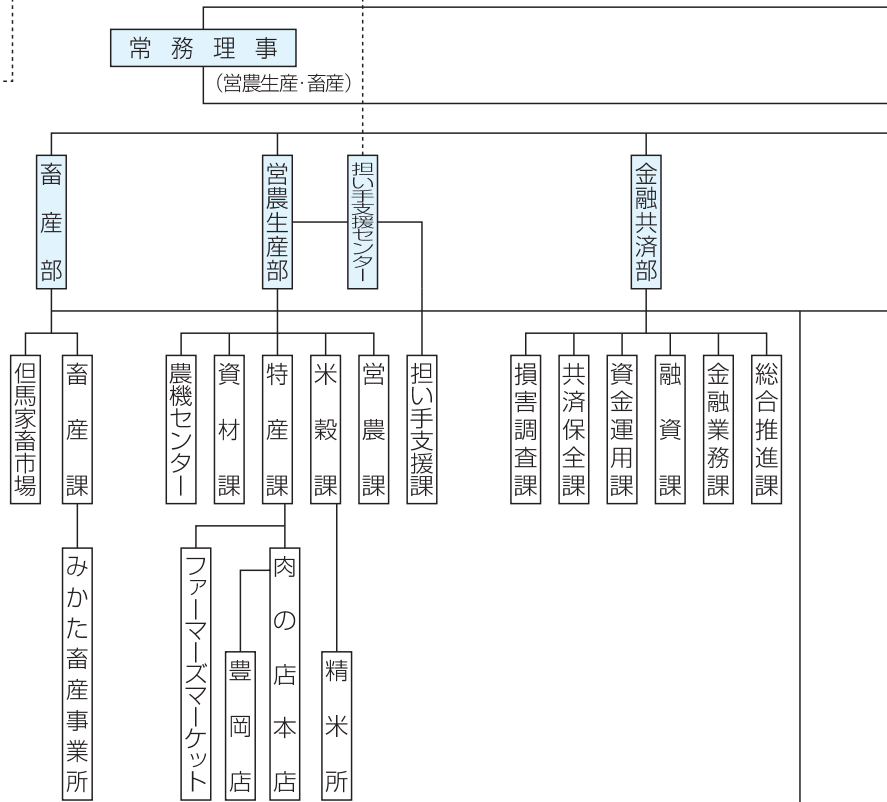 常務理事
（営農生産・畜産）
畜産部
営農生産部
担い手支援センター
金融共済部
但馬家畜市場
畜産課
農機センター
資材課
特産課
米穀課
営農課
担い手支援課
損害調査課
共済保全課
資金運用課
融資課
金融業務課
総合推進課
みかた畜産事業所
ファーマーズマーケット
豊岡店
肉の店本店
精米所